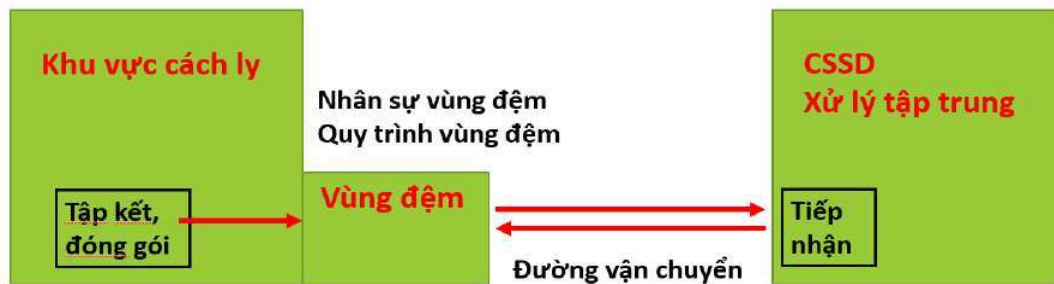 Khu vực cách ly
Nhân sự vùng đệm
Quy trình vùng đệm
Tập kết,
đóng gói
Vùng đệm
Đường vận chuyển
CSSD
Xử lý tập trung
Tiếp
nhận